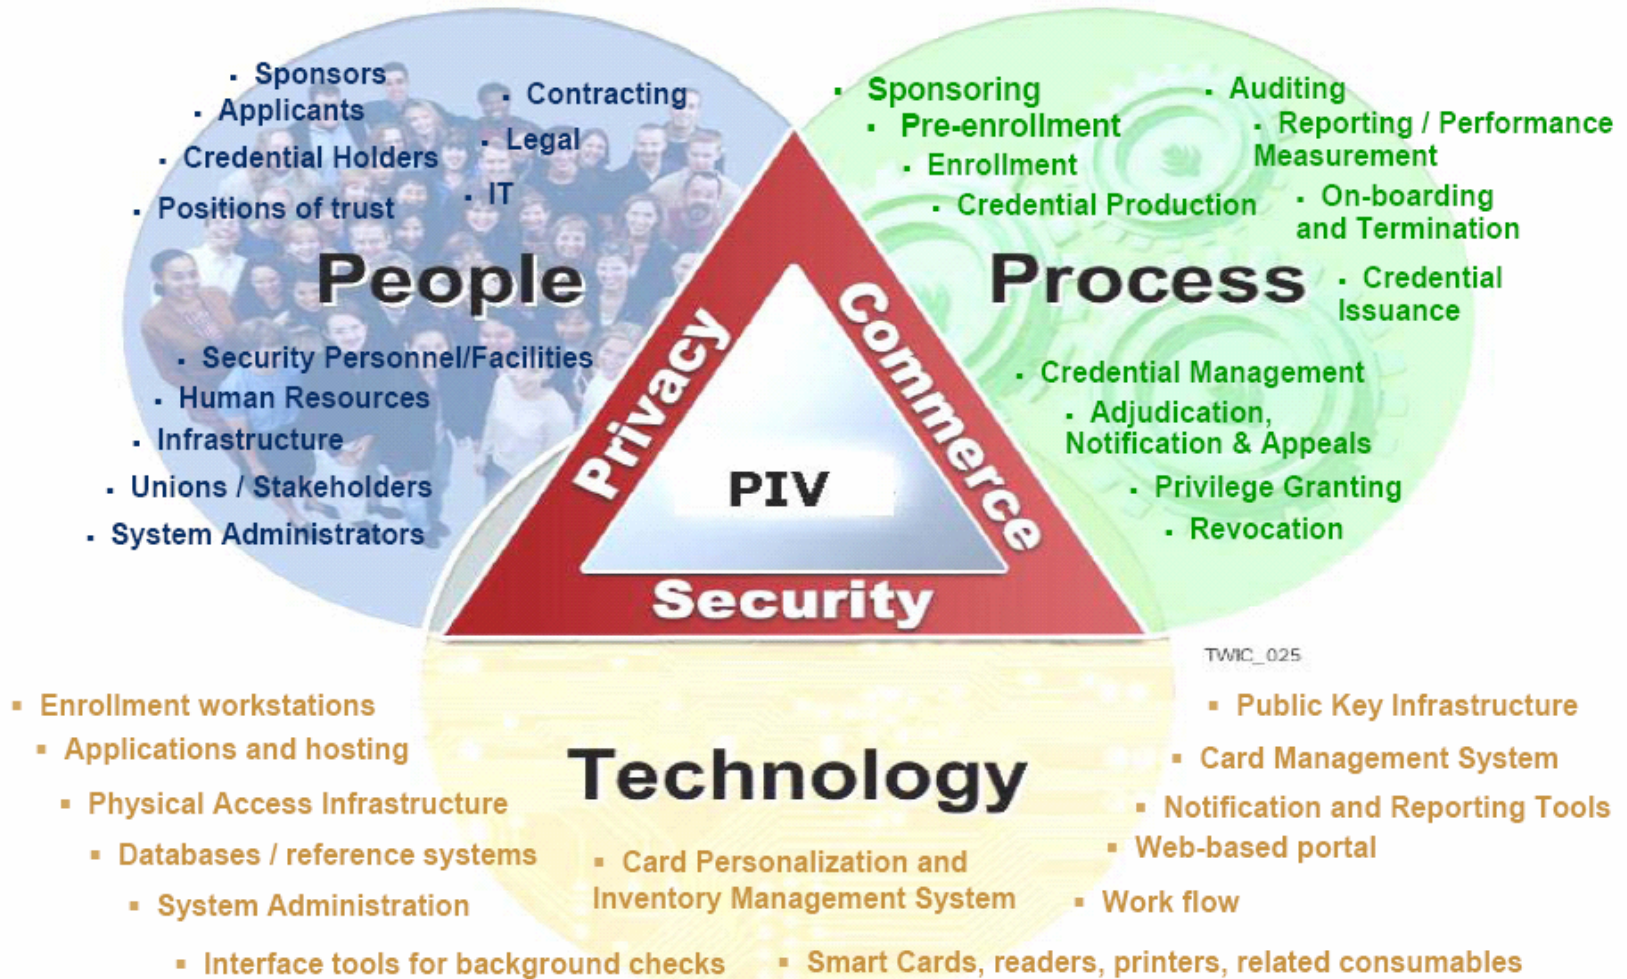 ▪ Sponsors
▪ Applicants
▪ Credential Holders
▪ Positions of trust
▪ Contracting
▪ Legal
▪ IT
People
▪ Security Personnel/Facilities
▪ Human Resources
▪ Infrastructure
▪ Unions / Stakeholders
▪ System Administrators
▪ Sponsoring
▪ Pre-enrollment
▪ Enrollment
▪ Credential Production
▪ Auditing
▪ Reporting / Performance
Measurement
▪ On-boarding
and Termination
Process
▪ Credential
Issuance
▪ Credential Management
▪ Adjudication,
Notification & Appeals
▪ Privilege Granting
▪ Revocation
Privacy
Commerce
PIV
Security
TWIC_025
▪ Enrollment workstations
▪ Applications and hosting
▪ Physical Access Infrastructure
▪ Databases / reference systems
▪ System Administration
▪ Interface tools for background checks
Technology
▪ Card Personalization and
Inventory Management System
▪ Public Key Infrastructure
▪ Card Management System
▪ Notification and Reporting Tools
▪ Web-based portal
▪ Work flow
▪ Smart Cards, readers, printers, related consumables